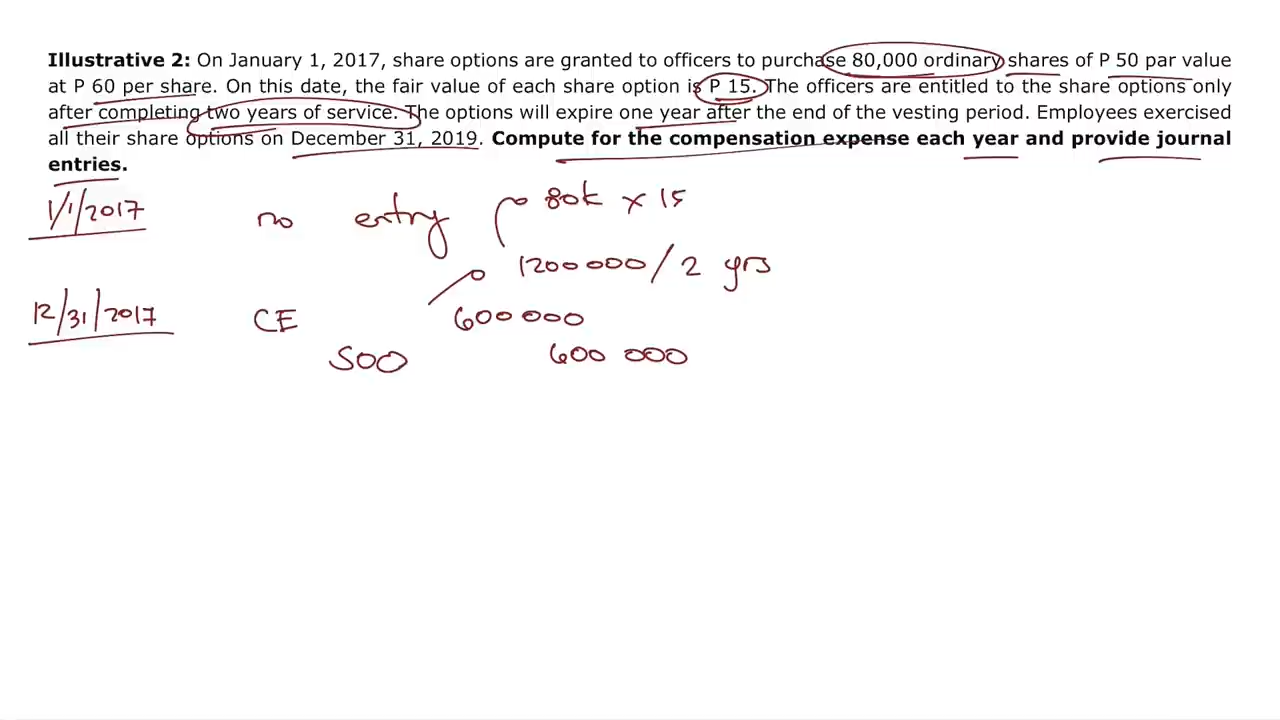 Illustrative 2: On January 1, 2017, share options are granted to officers to purchase 80,000 ordinary shares of P 50 par value
at P 60 per share. On this date, the fair value of each share option is P 15. The officers are entitled to the share options only
after completing two years of service. The options will expire one year after the end of the vesting period. Employees exercised
all their share options on December 31, 2019. Compute for the compensation expense each year and provide journal
entries.
1/1/2017 no entry 80k x 15
1200000/2 yrs
12/31/2017 CE 600 000
SOO 600 000